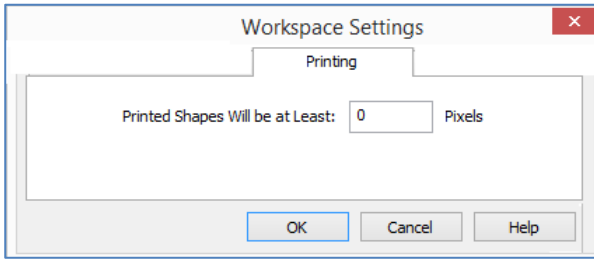 Workspace Settings
Printing
Printed Shapes Will be at Least: 0 Pixels
OK Cancel Help